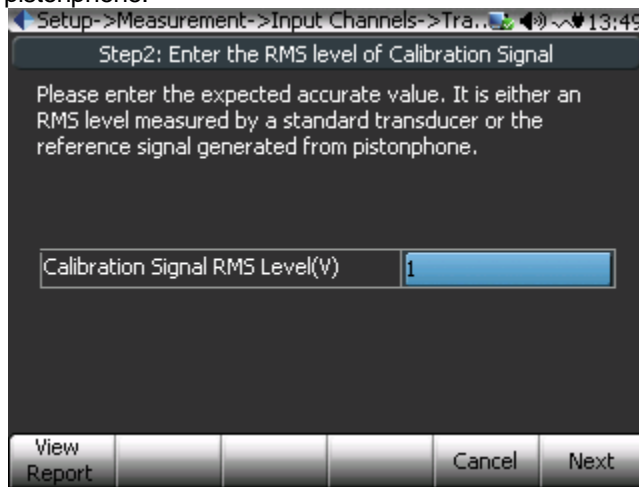 pistonphone.
Setup->Measurement->Input Channels->Tra.. 13:49
Step2: Enter the RMS level of Calibration Signal
Please enter the expected accurate value. It is either an
RMS level measured by a standard transducer or the
reference signal generated from pistonphone.
Calibration Signal RMS Level(V) 1
View
Report Cancel Next